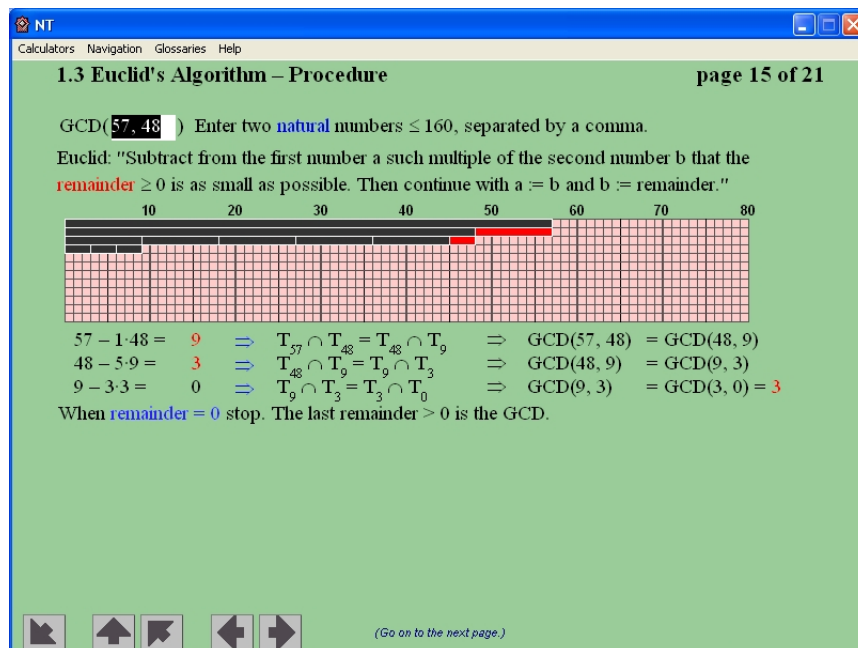 NT
Calculators Navigation Glossaries Help
1.3 Euclid's Algorithm – Procedure page 15 of 21
GCD( 57, 48 ) Enter two natural numbers ≤ 160, separated by a comma.
Euclid: "Subtract from the first number a such multiple of the second number b that the
remainder ≥ 0 is as small as possible. Then continue with a := b and b := remainder."
10 20 30 40 50 60 70 80
57 – 1·48 = 9 ⇒ T₅₇ ∩ T₄₈ = T₄₈ ∩ T₉ ⇒ GCD(57, 48) = GCD(48, 9)
48 – 5·9 = 3 ⇒ T₄₈ ∩ T₉ = T₉ ∩ T₃ ⇒ GCD(48, 9) = GCD(9, 3)
9 – 3·3 = 0 ⇒ T₉ ∩ T₃ = T₃ ∩ T₀ ⇒ GCD(9, 3) = GCD(3, 0) = 3
When remainder = 0 stop. The last remainder > 0 is the GCD.
(Go on to the next page.)